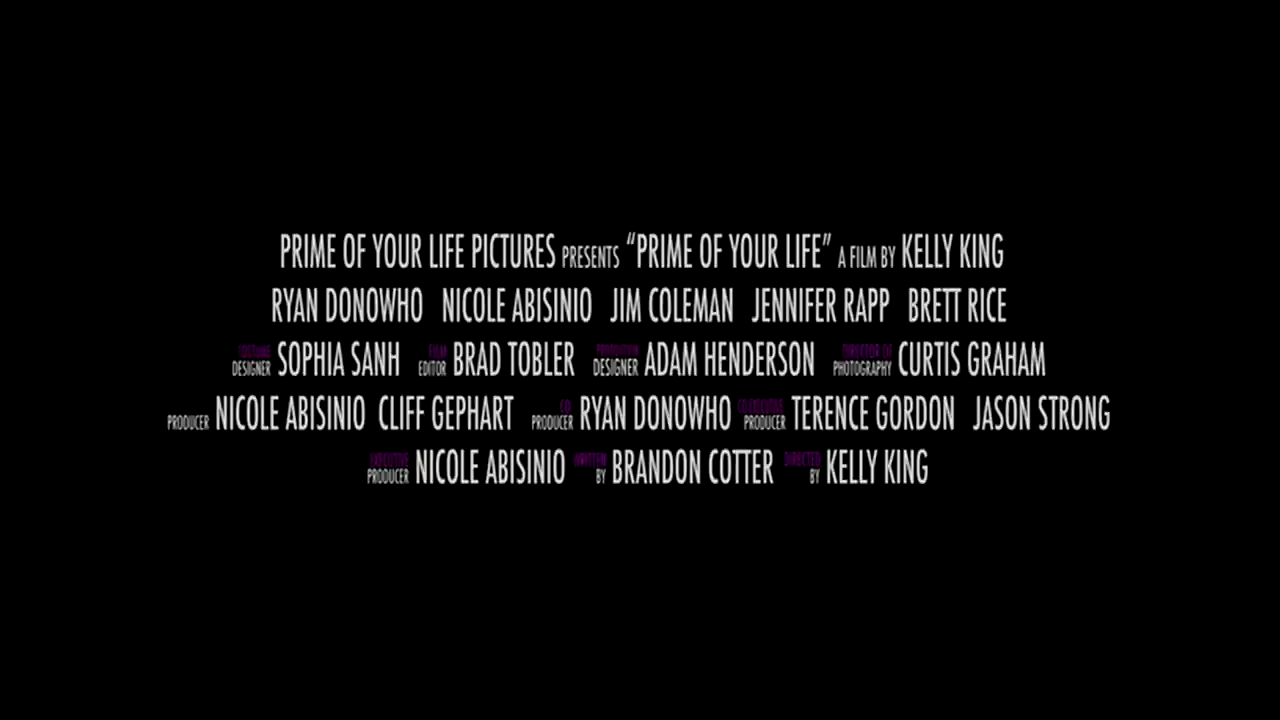 PRIME OF YOUR LIFE PICTURES PRESENTS “PRIME OF YOUR LIFE” A FILM BY KELLY KING
RYAN DONOWHO NICOLE ABISINIO JIM COLEMAN JENNIFER RAPP BRETT RICE
COSTUME DESIGNER SOPHIA SANH FILM EDITOR BRAD TOBLER PRODUCTION DESIGNER ADAM HENDERSON DIRECTOR OF PHOTOGRAPHY CURTIS GRAHAM
PRODUCER NICOLE ABISINIO CLIFF GEPHART CO PRODUCER RYAN DONOWHO CO EXECUTIVE PRODUCER TERENCE GORDON JASON STRONG
EXECUTIVE PRODUCER NICOLE ABISINIO WRITTEN BY BRANDON COTTER DIRECTED BY KELLY KING